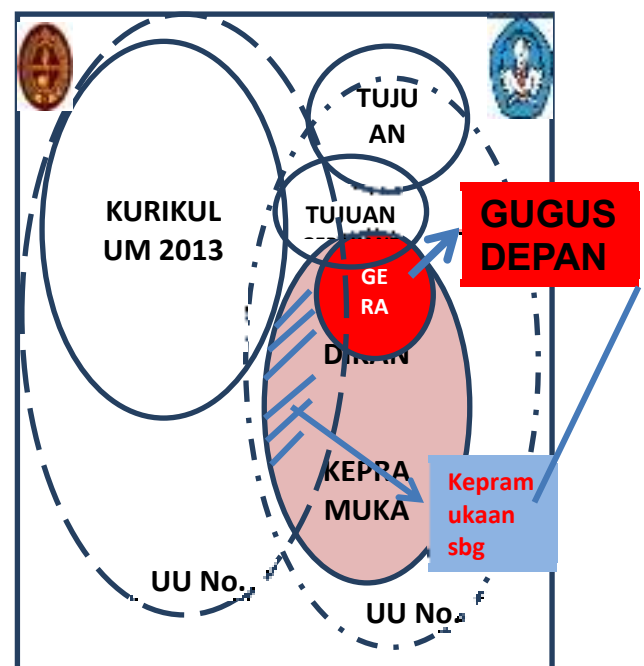 TUJU
AN
KURIKUL
UM 2013
TUJUAN
GUGUS
DEPAN
GE
RA
DIKAN
KEPRA
MUKA
Kepram
ukaan
sbg
UU No.
UU No.